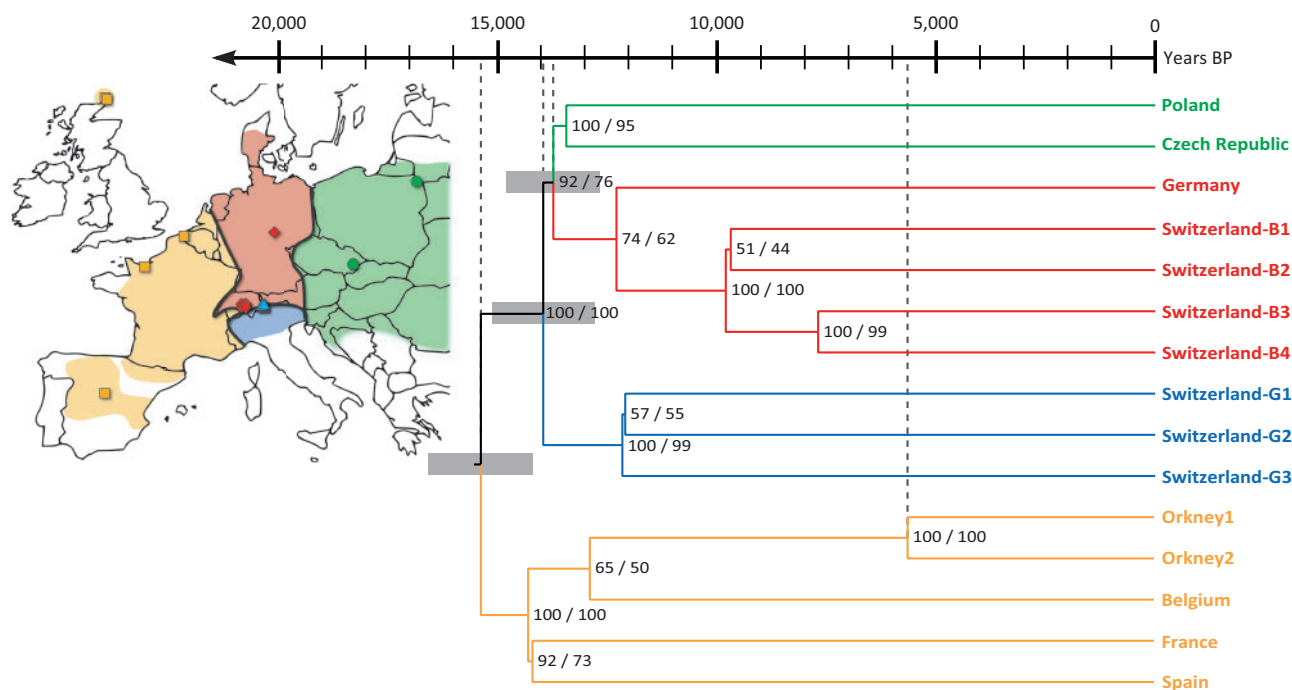 20,000 15,000 10,000 5,000 0
Years BP
Poland
100 / 95
Czech Republic
92 / 76
Germany
Switzerland-B1
74 / 62
51 / 44
Switzerland-B2
100 / 100
Switzerland-B3
100 / 100
100 / 99
Switzerland-B4
Switzerland-G1
57 / 55
Switzerland-G2
100 / 99
Switzerland-G3
Orkney1
100 / 100
Orkney2
65 / 50
Belgium
100 / 100
France
92 / 73
Spain